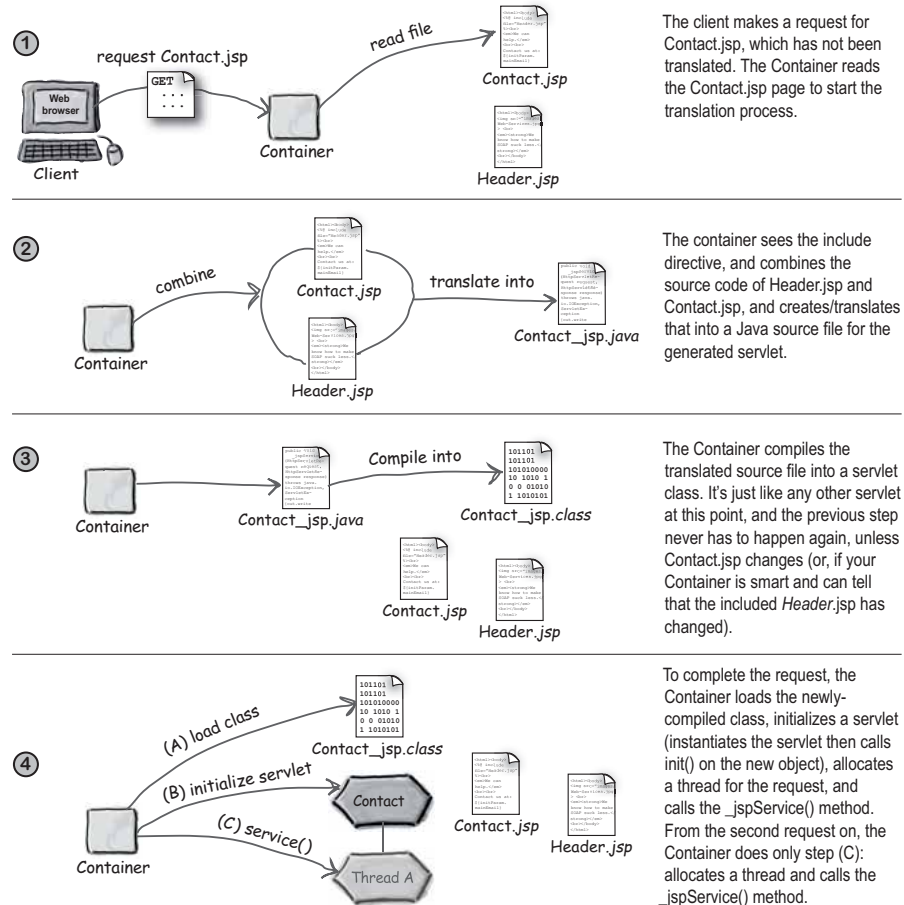 1
request Contact.jsp
GET
Web
browser
Client
Container
read file
Contact.jsp
Header.jsp
The client makes a request for
Contact.jsp, which has not been
translated. The Container reads
the Contact.jsp page to start the
translation process.
2
combine
Container
Contact.jsp
Header.jsp
translate into
Contact_jsp.java
The container sees the include
directive, and combines the
source code of Header.jsp and
Contact.jsp, and creates/translates
that into a Java source file for the
generated servlet.
3
Container
Contact_jsp.java
Compile into
101101
101101
101010000
10 1010 1
0 0 01010
1 1010101
Contact_jsp.class
Contact.jsp
Header.jsp
The Container compiles the
translated source file into a servlet
class. It's just like any other servlet
at this point, and the previous step
never has to happen again, unless
Contact.jsp changes (or, if your
Container is smart and can tell
that the included Header.jsp has
changed).
4
Container
(A) load class
101101
101101
101010000
10 1010 1
0 0 01010
1 1010101
Contact_jsp.class
(B) initialize servlet
Contact
(C) service()
Thread A
Contact.jsp
Header.jsp
To complete the request, the
Container loads the newly-
compiled class, initializes a servlet
(instantiates the servlet then calls
init() on the new object), allocates
a thread for the request, and
calls the _jspService() method.
From the second request on, the
Container does only step (C):
allocates a thread and calls the
_jspService() method.